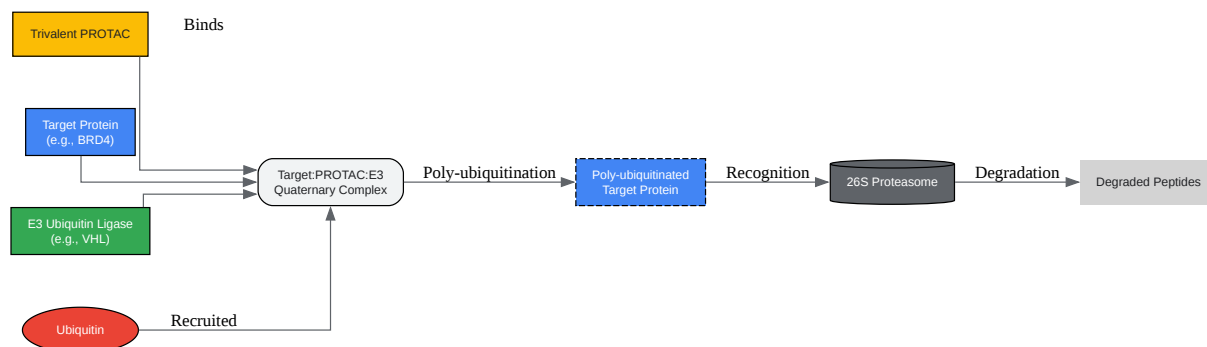 Trivalent PROTAC
Binds
Target Protein
(e.g., BRD4)
E3 Ubiquitin Ligase
(e.g., VHL)
Ubiquitin
Recruited
Target:PROTAC:E3
Quaternary Complex
Poly-ubiquitination
Poly-ubiquitinated
Target Protein
Recognition
26S Proteasome
Degradation
Degraded Peptides